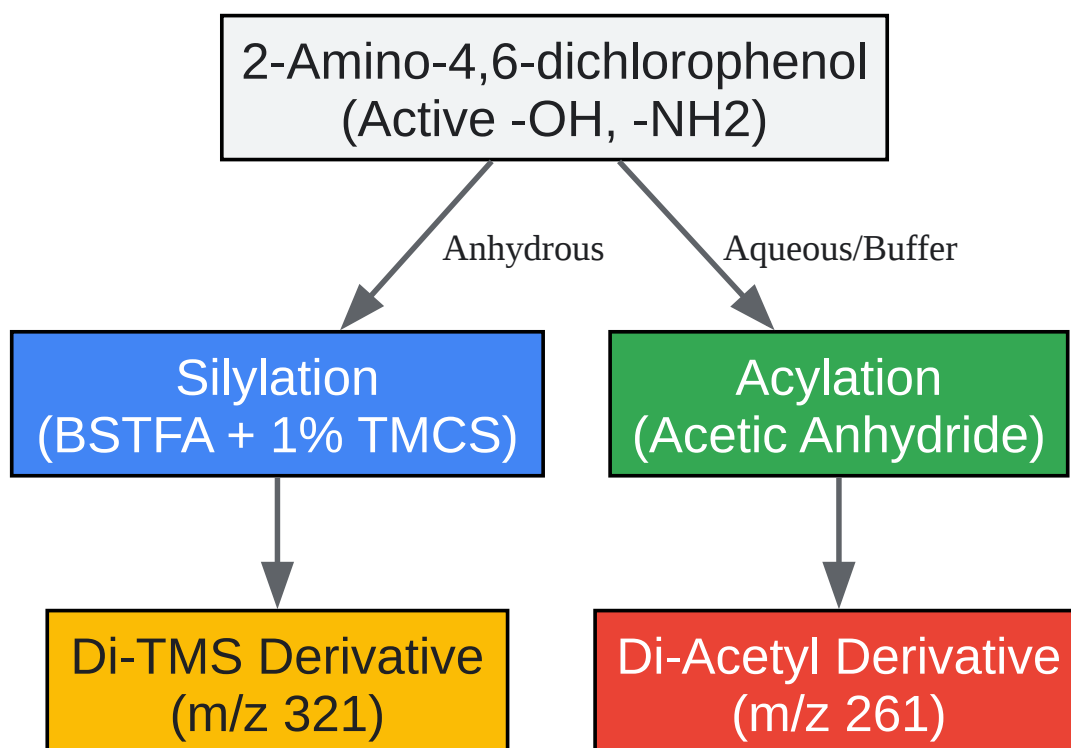 2-Amino-4,6-dichlorophenol
(Active -OH, -NH2)
Anhydrous
Aqueous/Buffer
Silylation
(BSTFA + 1% TMCS)
Acylation
(Acetic Anhydride)
Di-TMS Derivative
(m/z 321)
Di-Acetyl Derivative
(m/z 261)